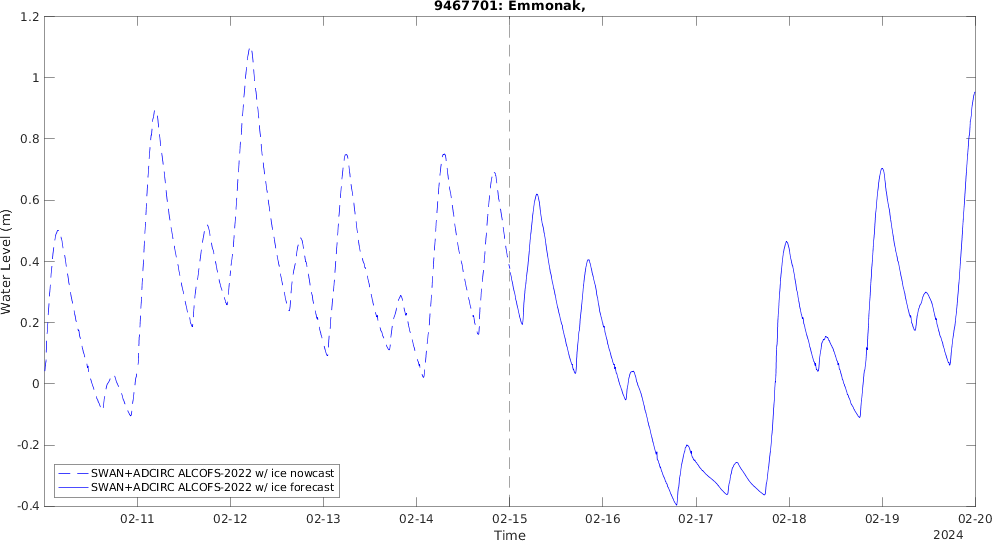 9467701: Emmonak,
Water Level (m)
1.2
1
0.8
0.6
0.4
0.2
0
-0.2
-0.4
SWAN+ADCIRC ALCOFS-2022 w/ ice nowcast
SWAN+ADCIRC ALCOFS-2022 w/ ice forecast
02-11 02-12 02-13 02-14 02-15 02-16 02-17 02-18 02-19 02-20
Time
2024